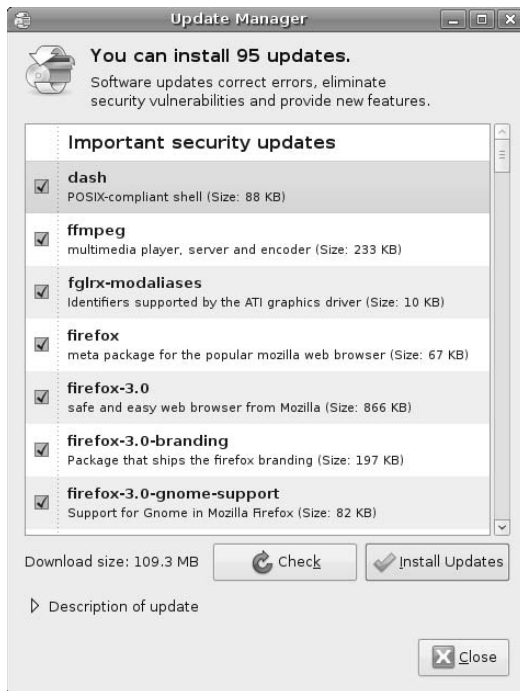 Update Manager
You can install 95 updates.
Software updates correct errors, eliminate
security vulnerabilities and provide new features.
Important security updates
dash
POSIX-compliant shell (Size: 88 KB)
ffmpeg
multimedia player, server and encoder (Size: 233 KB)
fglrx-modaliases
Identifiers supported by the ATI graphics driver (Size: 10 KB)
firefox
meta package for the popular mozilla web browser (Size: 67 KB)
firefox-3.0
safe and easy web browser from Mozilla (Size: 866 KB)
firefox-3.0-branding
Package that ships the firefox branding (Size: 197 KB)
firefox-3.0-gnome-support
Support for Gnome in Mozilla Firefox (Size: 82 KB)
Download size: 109.3 MB
Check
Install Updates
Description of update
Close